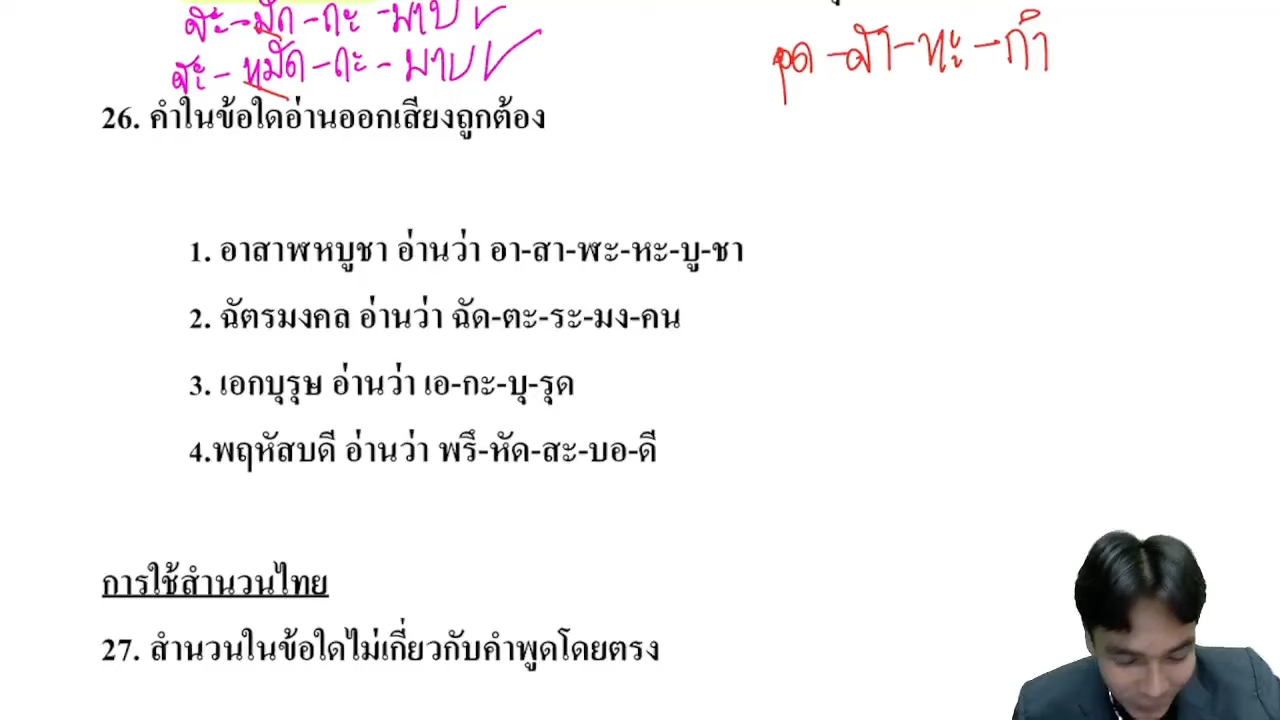 สะ-มัด-ถะ-พาบ ✓
สะ-หมัด-ถะ-พาบ ✓
26. คำในข้อใดอ่านออกเสียงถูกต้อง
1. อาสาฬหบูชา อ่านว่า อา-สา-ฬะ-หะ-บู-ชา
2. ฉัตรมงคล อ่านว่า ฉัด-ตะ-ระ-มง-คน
3. เอกบุรุษ อ่านว่า เอ-กะ-บุ-รุด
4.พฤหัสบดี อ่านว่า พรึ-หัด-สะ-บอ-ดี
การใช้สำนวนไทย
27. สำนวนในข้อใดไม่เกี่ยวกับคำพูดโดยตรง